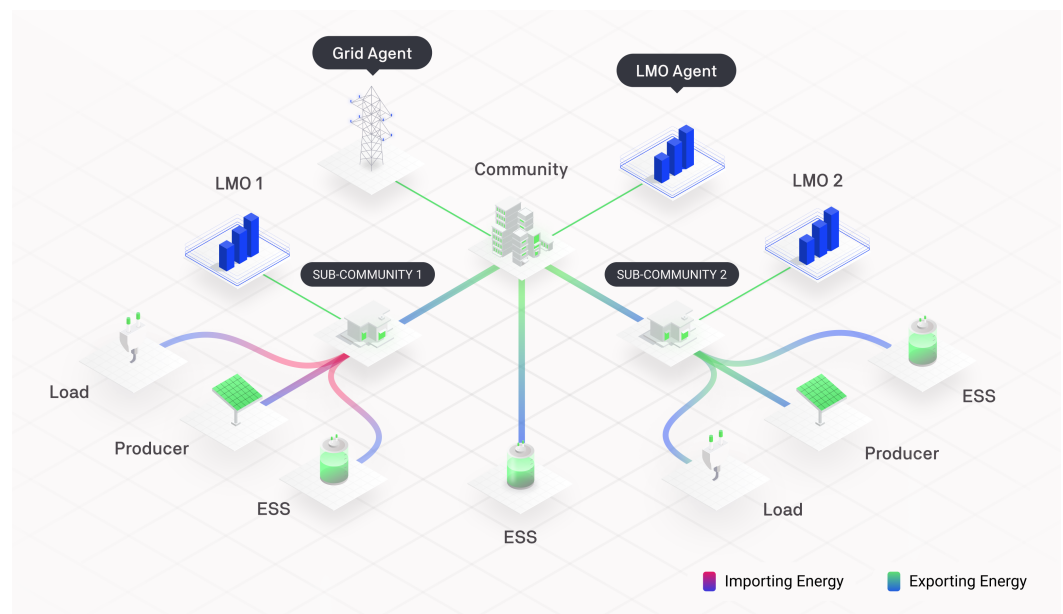 Grid Agent
LMO Agent
Community
LMO 1
LMO 2
SUB-COMMUNITY 1
SUB-COMMUNITY 2
Load
ESS
Producer
Producer
ESS
Load
ESS
Importing Energy
Exporting Energy